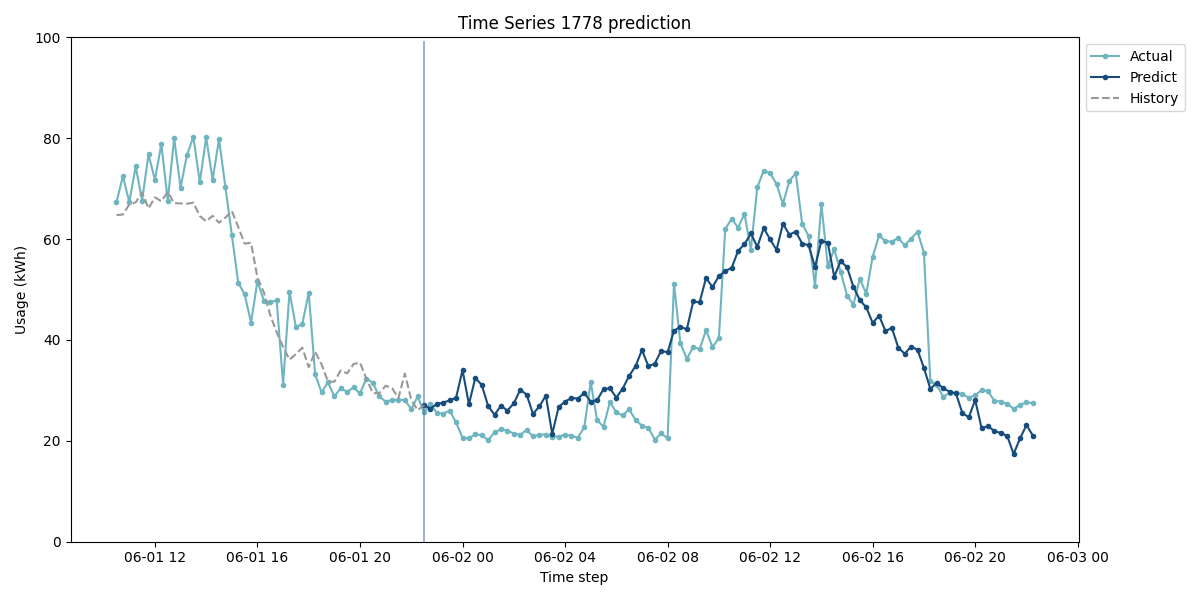 Time Series 1778 prediction
100
80
60
40
20
0
Usage (kWh)
06-01 12
06-01 16
06-01 20
06-02 00
06-02 04
06-02 08
06-02 12
06-02 16
06-02 20
06-03 00
Time step
Actual
Predict
History